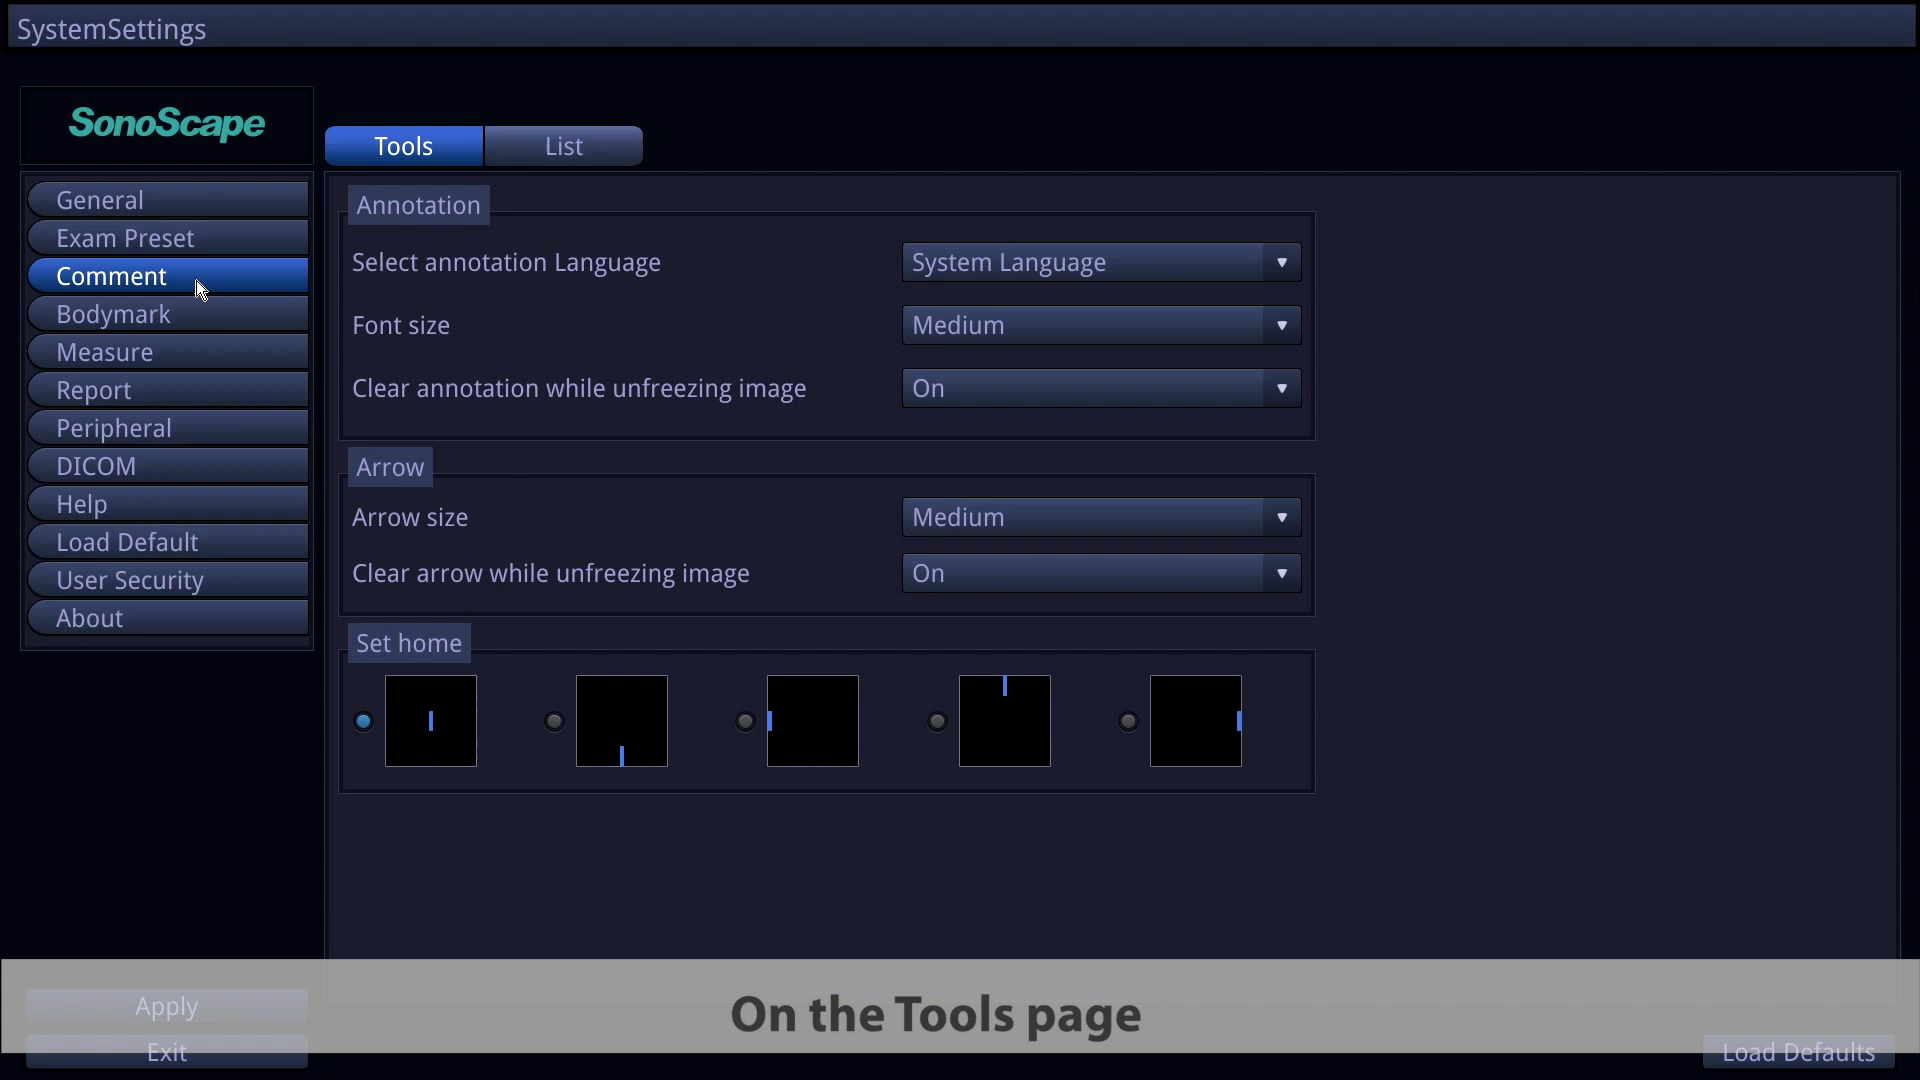 SystemSettings
SonoScape
Tools
List
General
Exam Preset
Comment
Bodymark
Measure
Report
Peripheral
DICOM
Help
Load Default
User Security
About
Annotation
Select annotation Language
System Language
Font size
Medium
Clear annotation while unfreezing image
On
Arrow
Arrow size
Medium
Clear arrow while unfreezing image
On
Set home
Apply
Exit
On the Tools page
Load Defaults